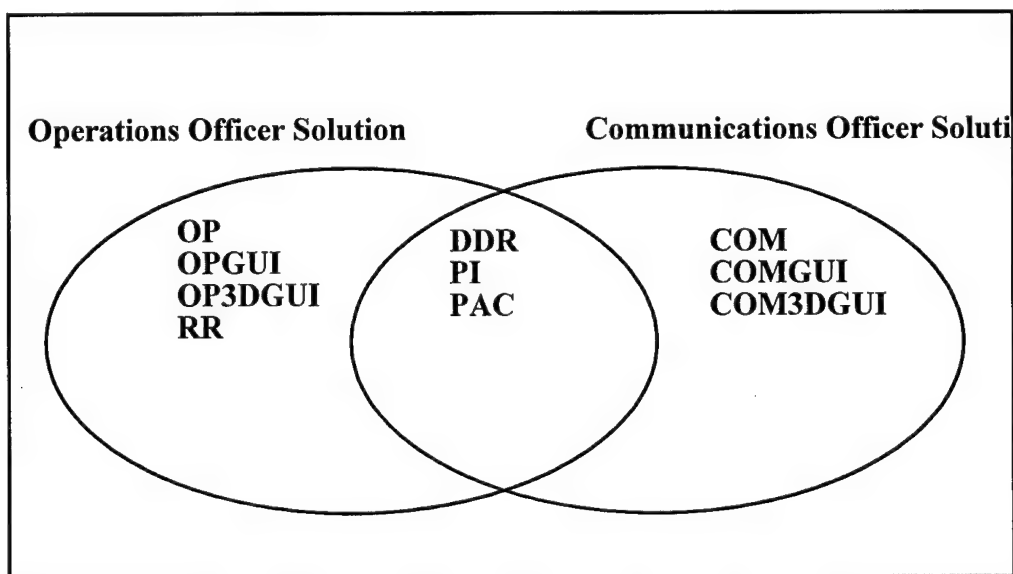 Operations Officer Solution
Communications Officer Soluti
OP
OPGUI
OP3DGUI
RR
DDR
PI
PAC
COM
COMGUI
COM3DGUI